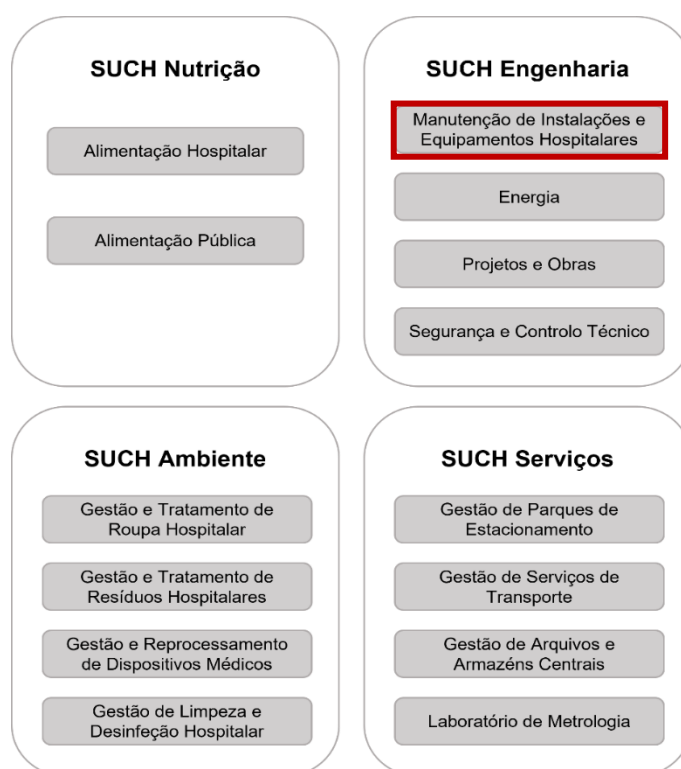 SUCH Nutrição
Alimentação Hospitalar
Alimentação Pública
SUCH Engenharia
Manutenção de Instalações e
Equipamentos Hospitalares
Energia
Projetos e Obras
Segurança e Controlo Técnico
SUCH Ambiente
Gestão e Tratamento de
Roupa Hospitalar
Gestão e Tratamento de
Resíduos Hospitalares
Gestão e Reprocessamento
de Dispositivos Médicos
Gestão de Limpeza e
Desinfeção Hospitalar
SUCH Serviços
Gestão de Parques de
Estacionamento
Gestão de Serviços de
Transporte
Gestão de Arquivos e
Armazéns Centrais
Laboratório de Metrologia